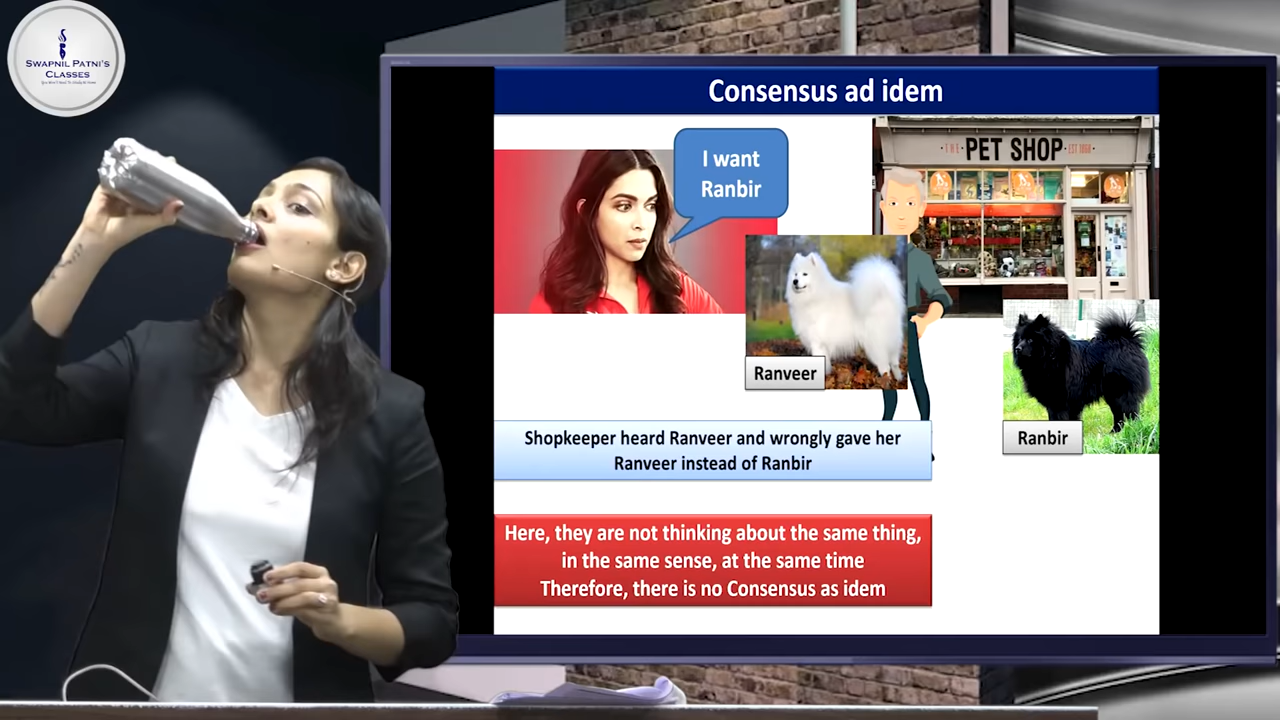 SWAPNIL PATNI'S
CLASSES
Consensus ad idem
I want
Ranbir
THE PET SHOP
Ranveer
Ranbir
Shopkeeper heard Ranveer and wrongly gave her
Ranveer instead of Ranbir
Here, they are not thinking about the same thing,
in the same sense, at the same time
Therefore, there is no Consensus as idem